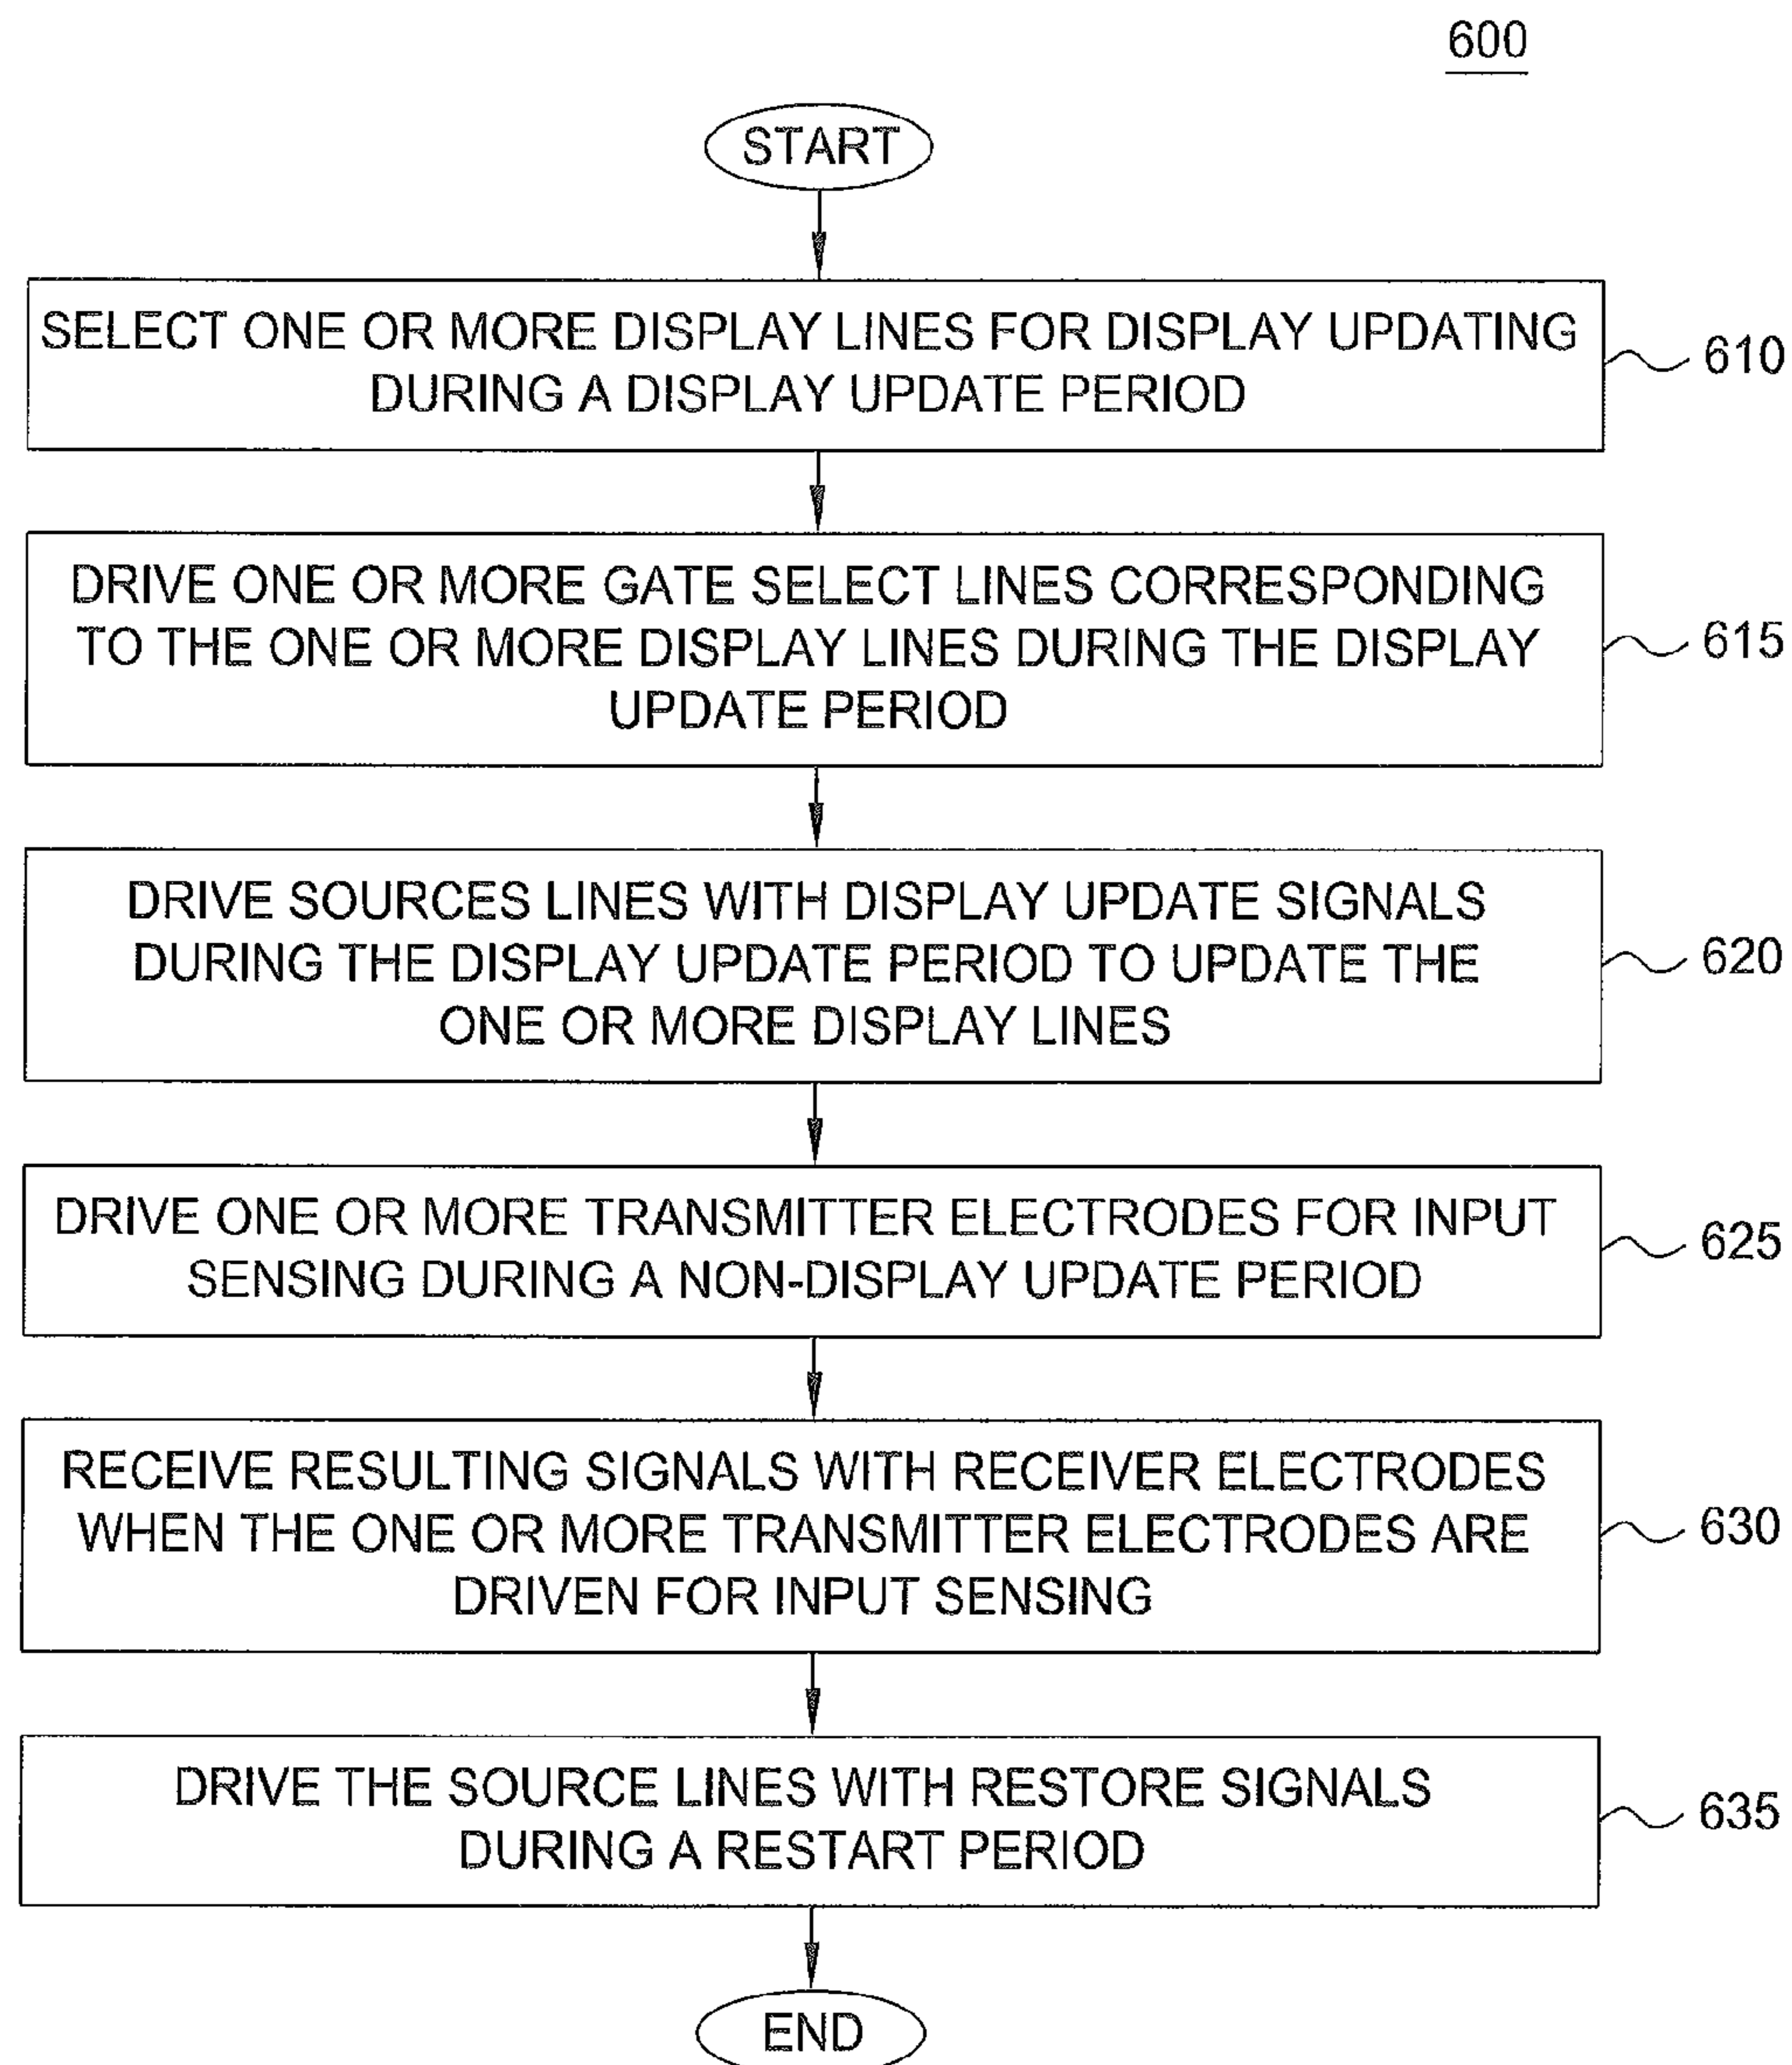 600
START
SELECT ONE OR MORE DISPLAY LINES FOR DISPLAY UPDATING
DURING A DISPLAY UPDATE PERIOD
610
DRIVE ONE OR MORE GATE SELECT LINES CORRESPONDING
TO THE ONE OR MORE DISPLAY LINES DURING THE DISPLAY
UPDATE PERIOD
615
DRIVE SOURCES LINES WITH DISPLAY UPDATE SIGNALS
DURING THE DISPLAY UPDATE PERIOD TO UPDATE THE
ONE OR MORE DISPLAY LINES
620
DRIVE ONE OR MORE TRANSMITTER ELECTRODES FOR INPUT
SENSING DURING A NON-DISPLAY UPDATE PERIOD
625
RECEIVE RESULTING SIGNALS WITH RECEIVER ELECTRODES
WHEN THE ONE OR MORE TRANSMITTER ELECTRODES ARE
DRIVEN FOR INPUT SENSING
630
DRIVE THE SOURCE LINES WITH RESTORE SIGNALS
DURING A RESTART PERIOD
635
END